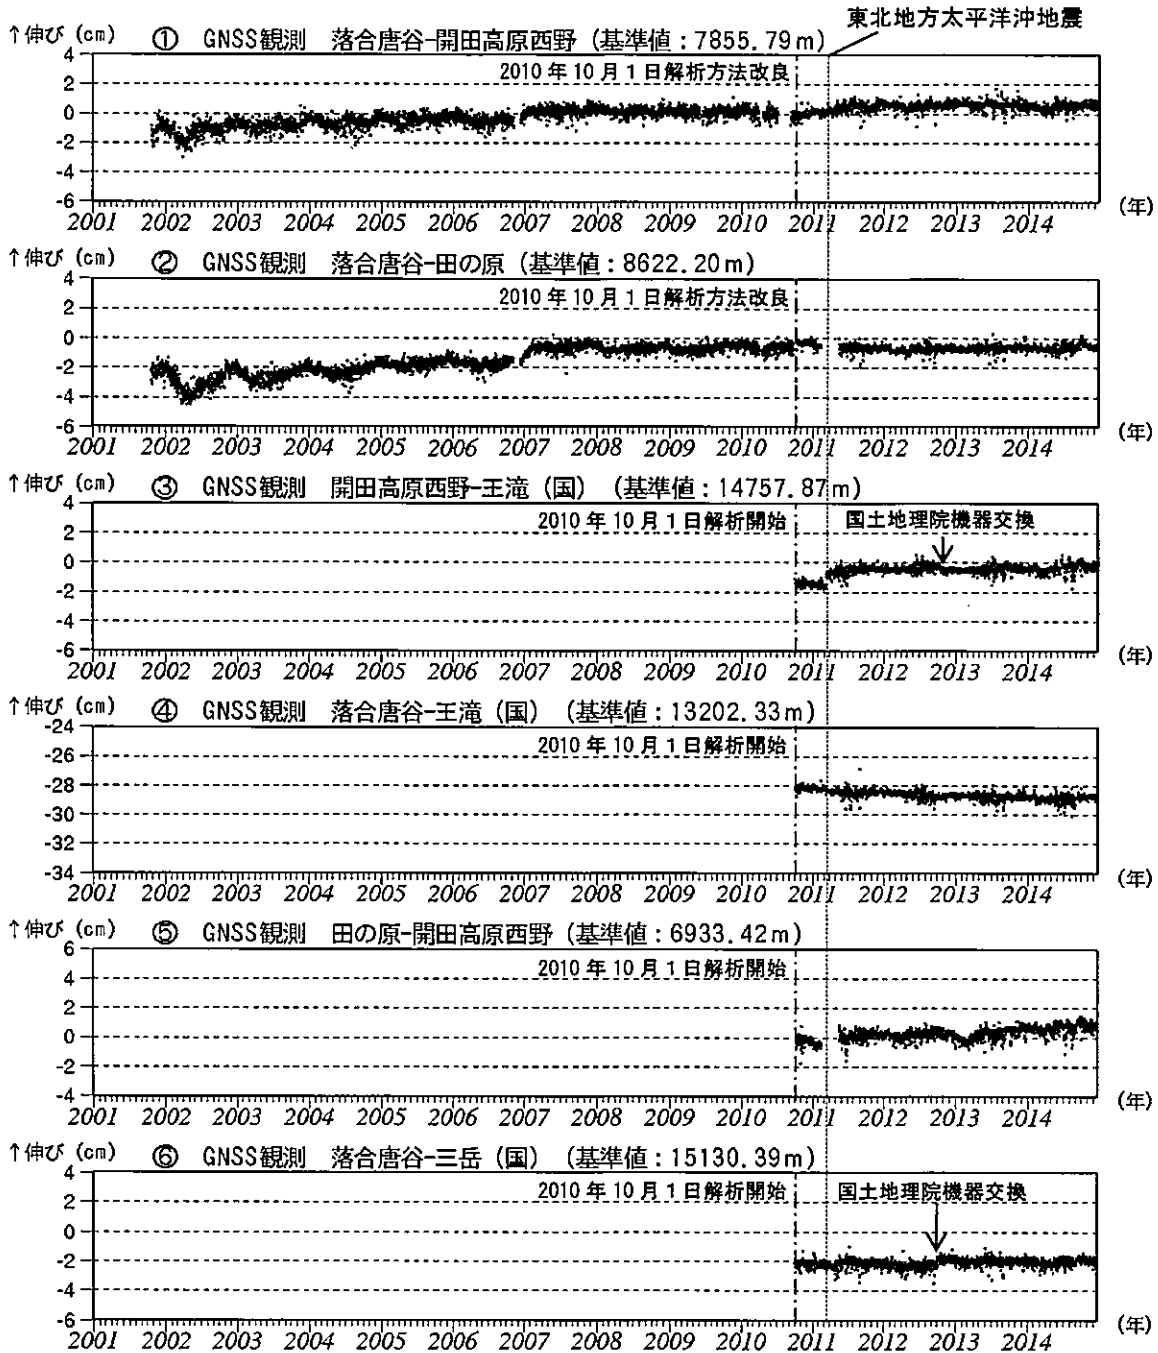 東北地方太平洋沖地震
↑伸び (cm) ① GNSS観測 落合唐谷-開田高原西野 (基準値:7855.79m)
2010年10月1日解析方法改良
4
2
0
-2
-4
-6
2001 2002 2003 2004 2005 2006 2007 2008 2009 2010 2011 2012 2013 2014 (年)
↑伸び (cm) ② GNSS観測 落合唐谷-田の原 (基準値:8622.20m)
2010年10月1日解析方法改良
4
2
0
-2
-4
-6
2001 2002 2003 2004 2005 2006 2007 2008 2009 2010 2011 2012 2013 2014 (年)
↑伸び (cm) ③ GNSS観測 開田高原西野-王滝 (国) (基準値:14757.87m)
2010年10月1日解析開始 国土地理院機器交換
4
2
0
-2
-4
-6
2001 2002 2003 2004 2005 2006 2007 2008 2009 2010 2011 2012 2013 2014 (年)
↑伸び (cm) ④ GNSS観測 落合唐谷-王滝 (国) (基準値:13202.33m)
2010年10月1日解析開始
-24
-26
-28
-30
-32
-34
2001 2002 2003 2004 2005 2006 2007 2008 2009 2010 2011 2012 2013 2014 (年)
↑伸び (cm) ⑤ GNSS観測 田の原-開田高原西野 (基準値:6933.42m)
2010年10月1日解析開始
6
4
2
0
-2
-4
2001 2002 2003 2004 2005 2006 2007 2008 2009 2010 2011 2012 2013 2014 (年)
↑伸び (cm) ⑥ GNSS観測 落合唐谷-三岳 (国) (基準値:15130.39m)
2010年10月1日解析開始 国土地理院機器交換
4
2
0
-2
-4
-6
2001 2002 2003 2004 2005 2006 2007 2008 2009 2010 2011 2012 2013 2014 (年)